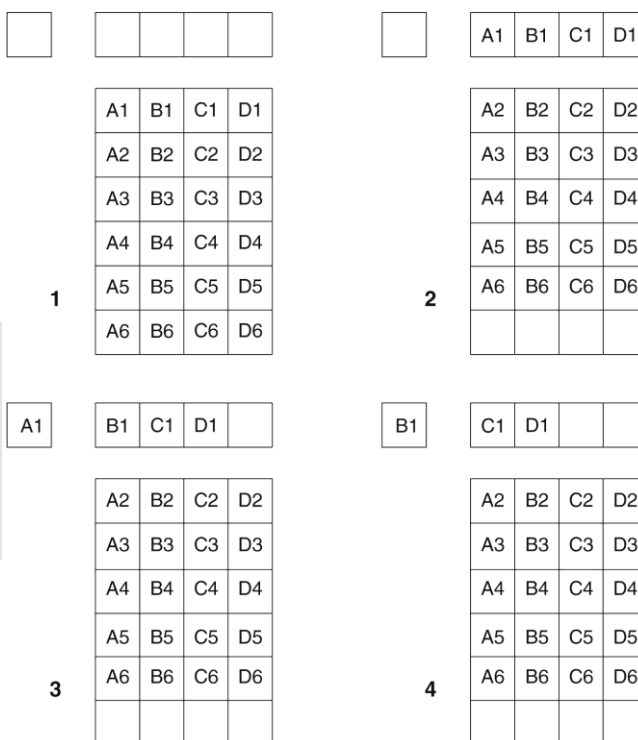 A1 B1 C1 D1
A1 B1 C1 D1
A2 B2 C2 D2
A3 B3 C3 D3
A4 B4 C4 D4
A5 B5 C5 D5
A6 B6 C6 D6
1
A2 B2 C2 D2
A3 B3 C3 D3
A4 B4 C4 D4
A5 B5 C5 D5
A6 B6 C6 D6
2
A1 B1 C1 D1
A2 B2 C2 D2
A3 B3 C3 D3
A4 B4 C4 D4
A5 B5 C5 D5
A6 B6 C6 D6
3
B1 C1 D1
A2 B2 C2 D2
A3 B3 C3 D3
A4 B4 C4 D4
A5 B5 C5 D5
A6 B6 C6 D6
4